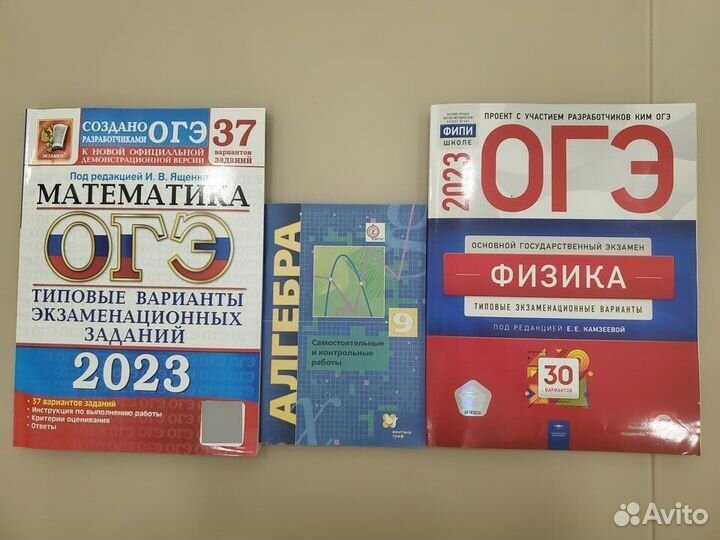 СОЗДАНО
РАЗРАБОТЧИКАМИ ОГЭ
К НОВОЙ ОФИЦИАЛЬНОЙ
ДЕМОНСТРАЦИОННОЙ ВЕРСИИ
37
вариантов
заданий
ЭКЗАМЕН
Под редакцией И. В. Ященко
МАТЕМАТИКА
ОГЭ
ТИПОВЫЕ ВАРИАНТЫ
ЭКЗАМЕНАЦИОННЫХ
ЗАДАНИЙ
2023
• 37 вариантов заданий
• Инструкция по выполнению работы
• Критерии оценивания
• Ответы
АЛГЕБРА
9
Самостоятельные
и контрольные
работы
вентана
граф
ПРОЕКТ С УЧАСТИЕМ РАЗРАБОТЧИКОВ КИМ ОГЭ
ФИПИ
ШКОЛЕ
2023
ОГЭ
ОСНОВНОЙ ГОСУДАРСТВЕННЫЙ ЭКЗАМЕН
ФИЗИКА
ТИПОВЫЕ ЭКЗАМЕНАЦИОННЫЕ ВАРИАНТЫ
ПОД РЕДАКЦИЕЙ Е. Е. КАМЗЕЕВОЙ
30
ВАРИАНТОВ
Avito